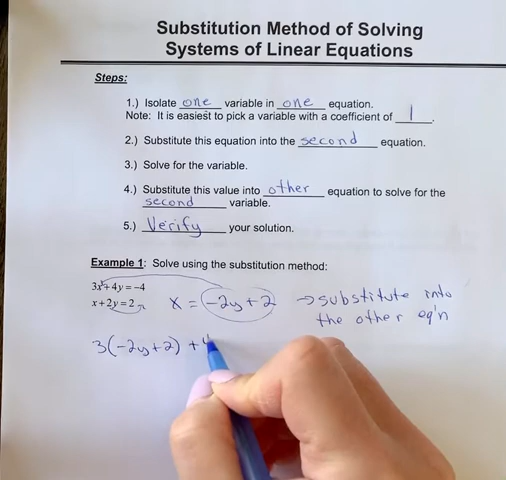 Substitution Method of Solving
Systems of Linear Equations
Steps:
1.) Isolate one variable in one equation.
Note: It is easiest to pick a variable with a coefficient of 1.
2.) Substitute this equation into the second equation.
3.) Solve for the variable.
4.) Substitute this value into other equation to solve for the
second variable.
5.) Verify your solution.
Example 1: Solve using the substitution method:
3x + 4y = -4
x + 2y = 2 x = -2y + 2 → substitute into
the other eq'n
3(-2y + 2) + 4